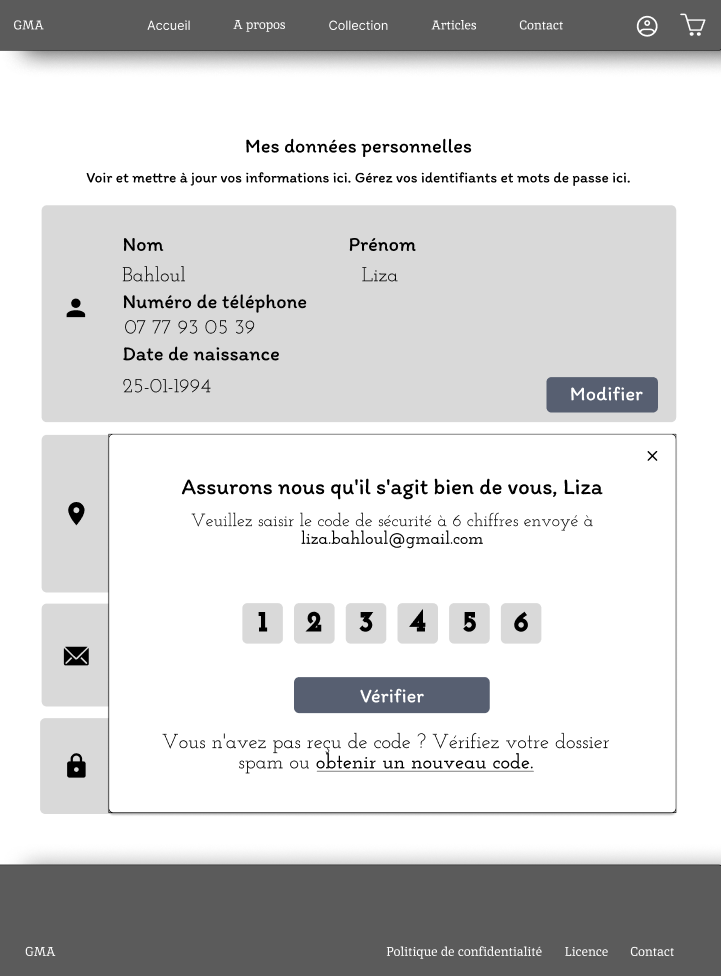 GMA Accueil A propos Collection Articles Contact
Mes données personnelles
Voir et mettre à jour vos informations ici. Gérez vos identifiants et mots de passe ici.
Nom Prénom
Bahloul Liza
Numéro de téléphone
07 77 93 05 39
Date de naissance
25-01-1994
Modifier
Assurons nous qu'il s'agit bien de vous, Liza
Veuillez saisir le code de sécurité à 6 chiffres envoyé à
liza.bahloul@gmail.com
1 2 3 4 5 6
Vérifier
Vous n'avez pas reçu de code ? Vérifiez votre dossier
spam ou obtenir un nouveau code.
GMA Politique de confidentialité Licence Contact